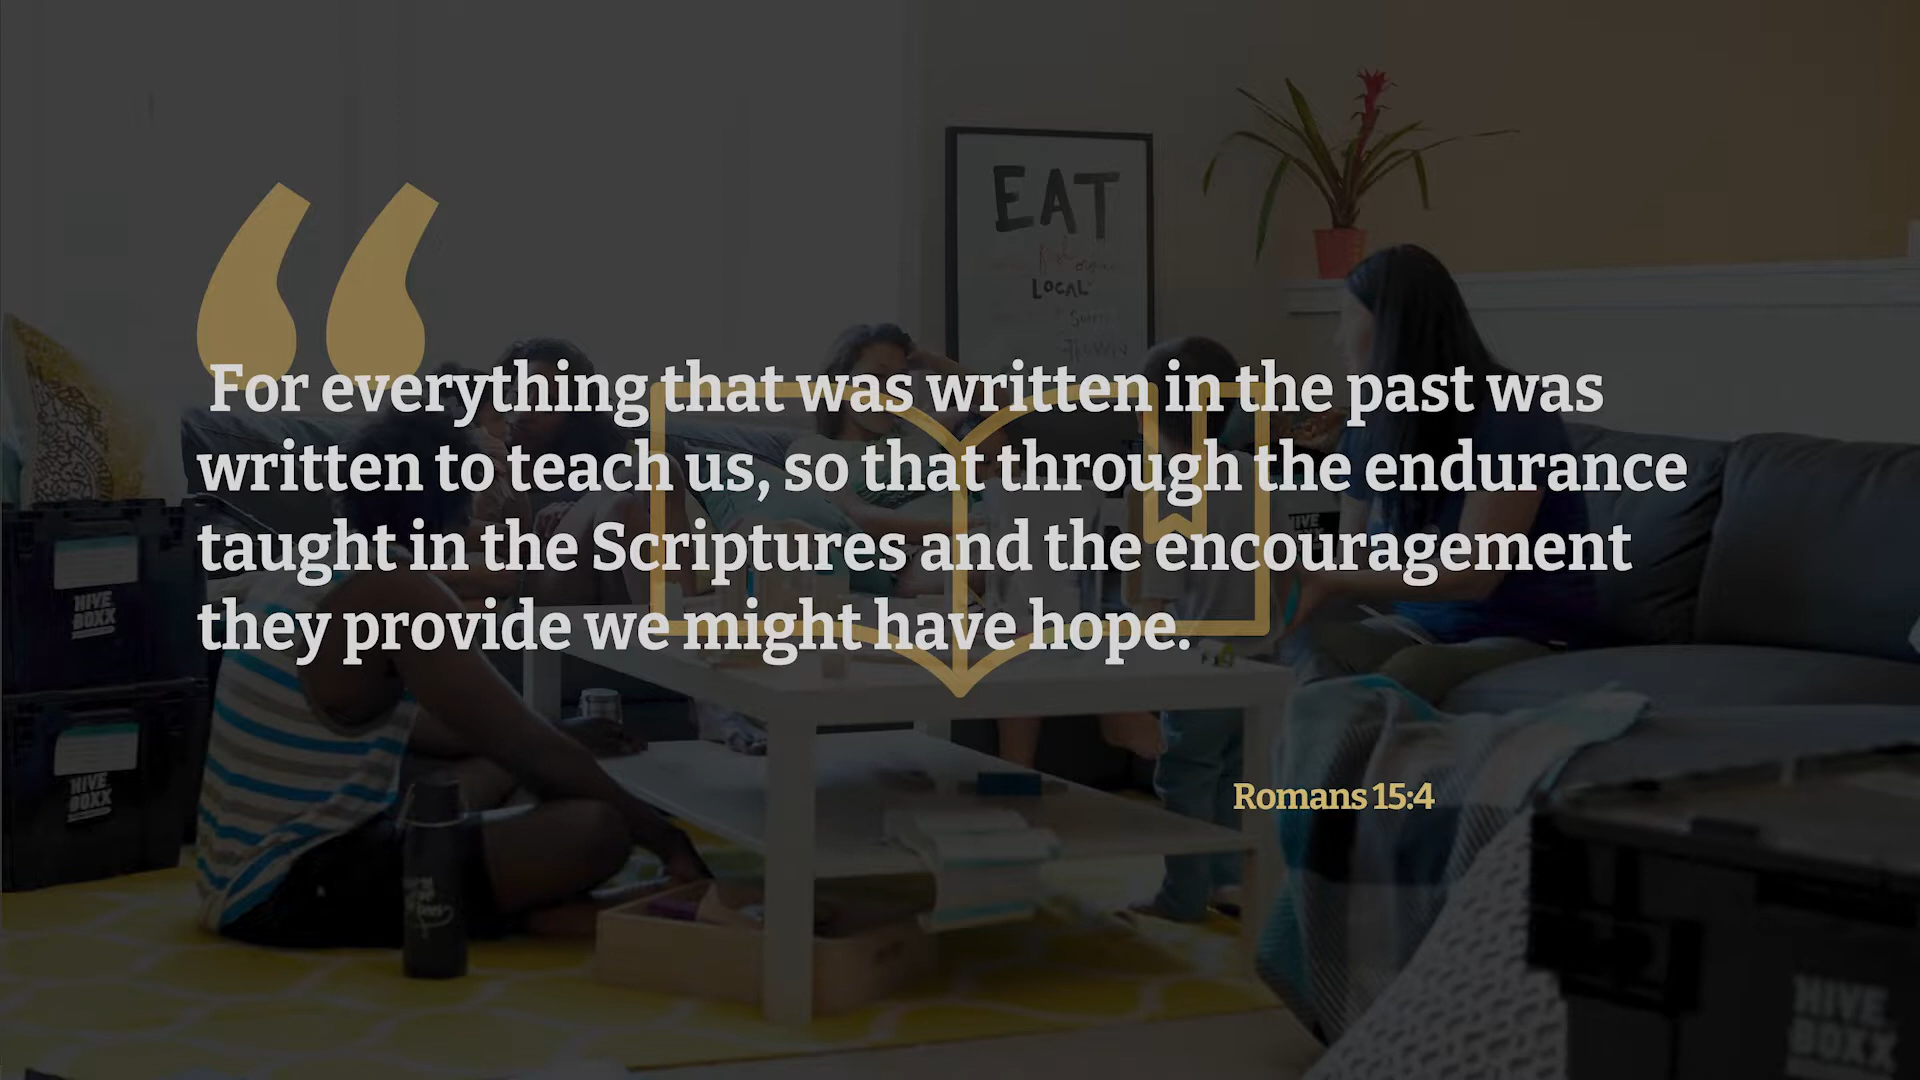 EAT
LOCAL
For everything that was written in the past was
written to teach us, so that through the endurance
taught in the Scriptures and the encouragement
they provide we might have hope.
HIVE
BOXX
HIVE
BOXX
Romans 15:4
HIVE
BOXX